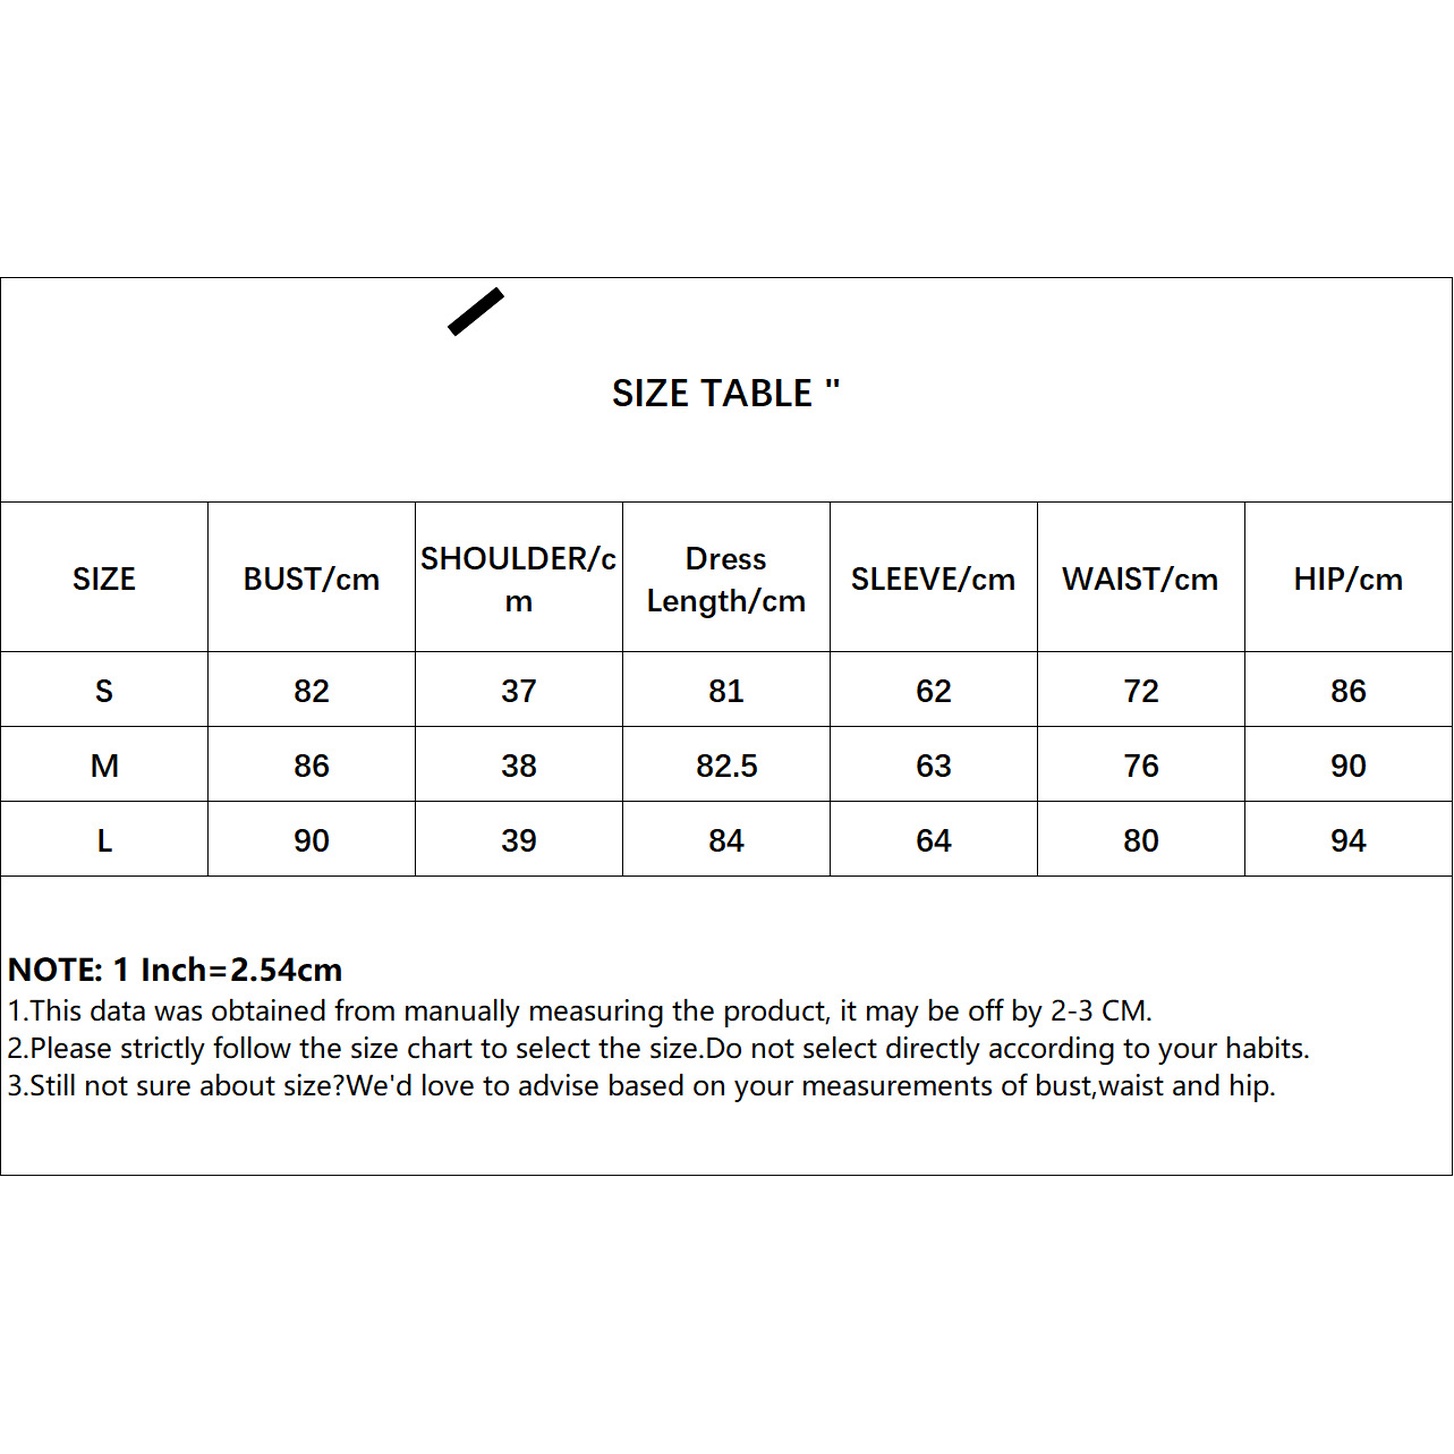 SIZE TABLE "
SIZE BUST/cm SHOULDER/cm Dress Length/cm SLEEVE/cm WAIST/cm HIP/cm
S 82 37 81 62 72 86
M 86 38 82.5 63 76 90
L 90 39 84 64 80 94
NOTE: 1 Inch=2.54cm
1.This data was obtained from manually measuring the product, it may be off by 2-3 CM.
2.Please strictly follow the size chart to select the size.Do not select directly according to your habits.
3.Still not sure about size?We'd love to advise based on your measurements of bust,waist and hip.